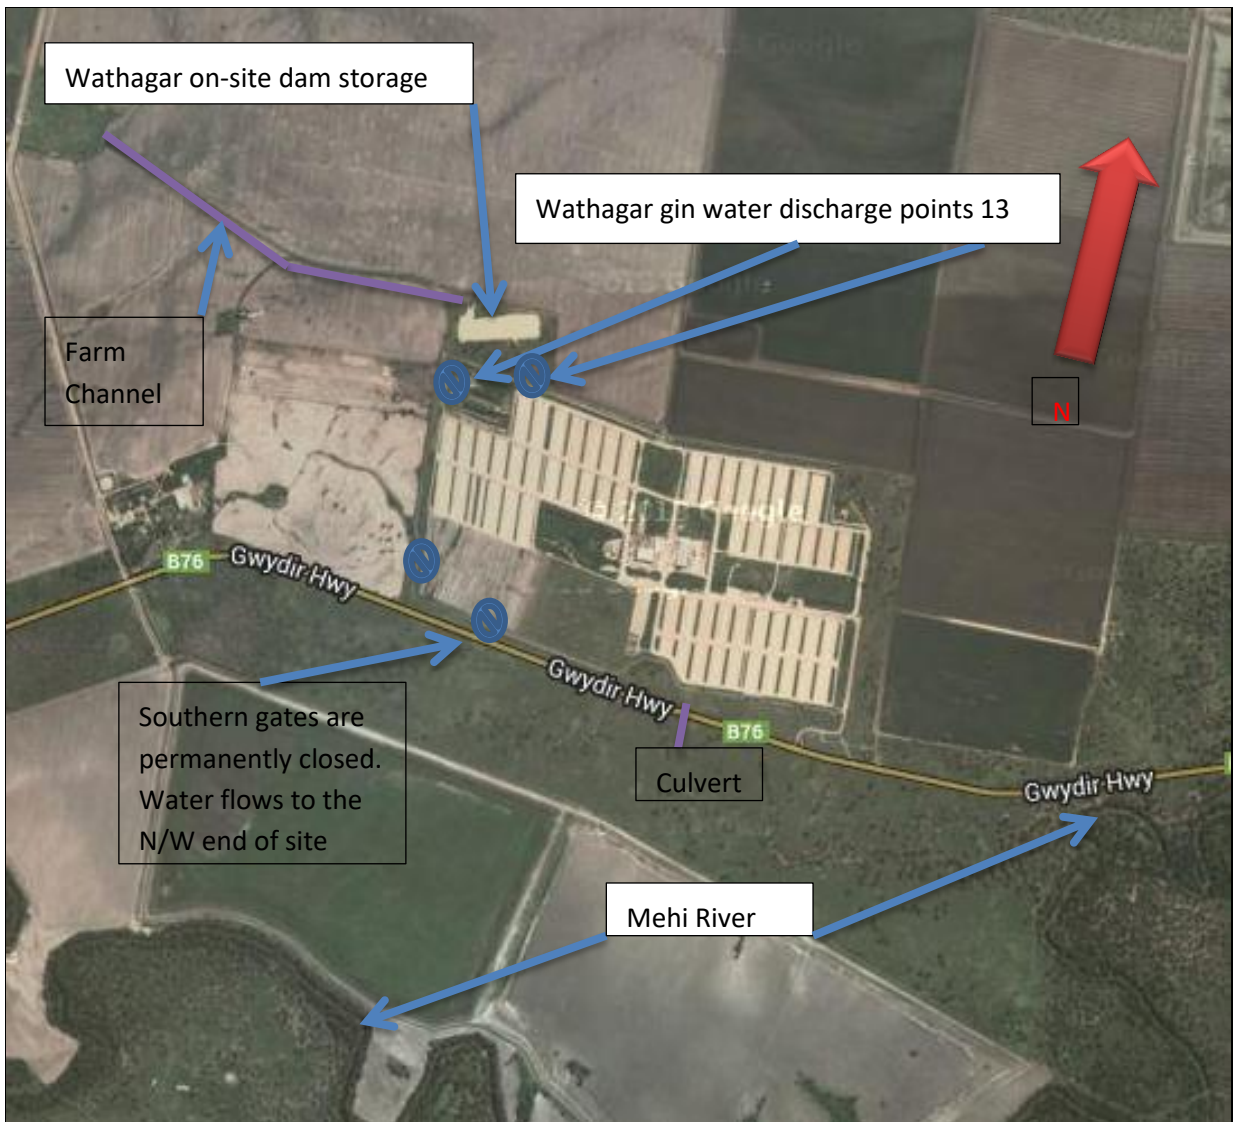 Wathagar on-site dam storage
Wathagar gin water discharge points 13
Farm
Channel
N
B76
Gwydir Hwy
Southern gates are
permanently closed.
Water flows to the
N/W end of site
Gwydir Hwy
B76
Culvert
Gwydir Hwy
Mehi River
Google